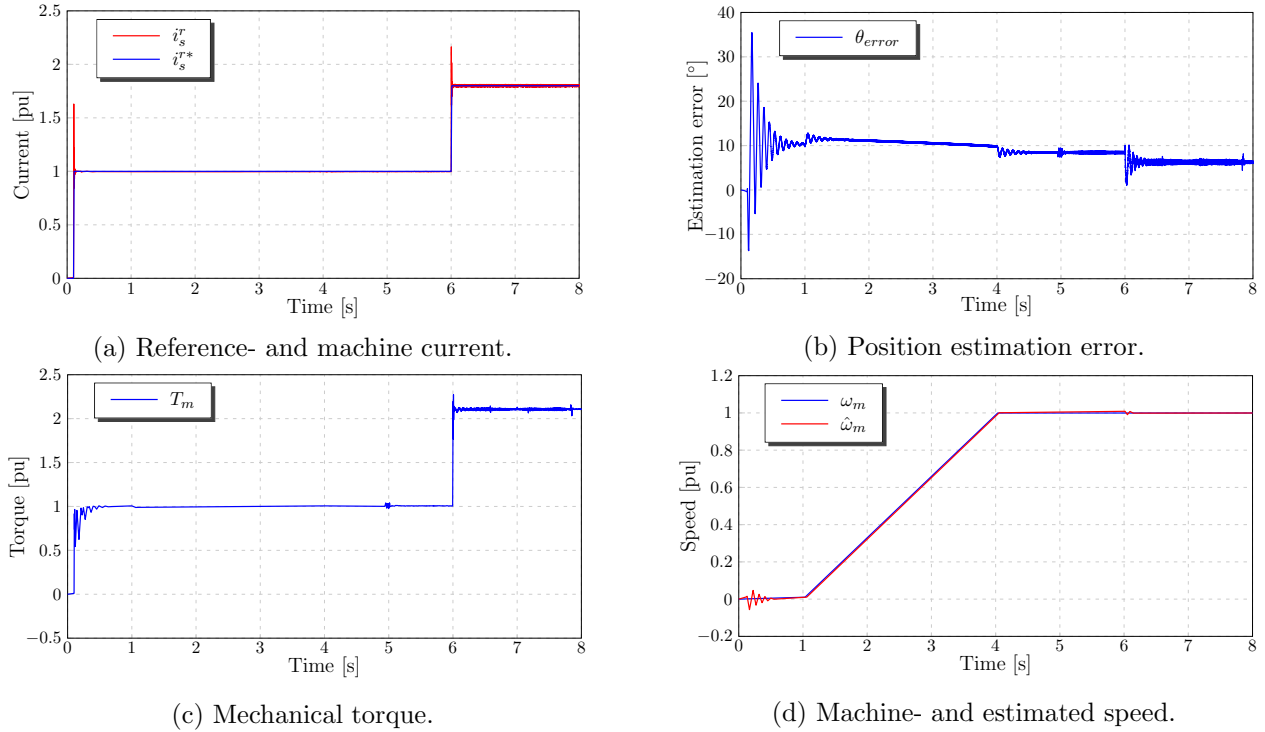 2.5
2
1.5
1
0.5
0
0 1 2 3 4 5 6 7 8
Current [pu]
Time [s]
i_s^r
i_s^{r*}
(a) Reference- and machine current.
40
30
20
10
0
−10
−20
0 1 2 3 4 5 6 7 8
Estimation error [°]
Time [s]
θ_{error}
(b) Position estimation error.
2.5
2
1.5
1
0.5
0
−0.5
0 1 2 3 4 5 6 7 8
Torque [pu]
Time [s]
T_m
(c) Mechanical torque.
1.2
1
0.8
0.6
0.4
0.2
0
−0.2
0 1 2 3 4 5 6 7 8
Speed [pu]
Time [s]
ω_m
ω̂_m
(d) Machine- and estimated speed.